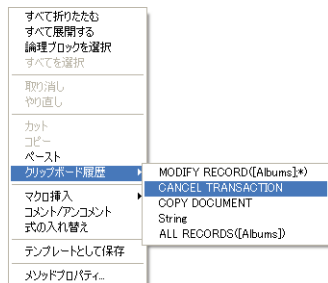 すべて折りたたむ
すべて展開する
論理ブロックを選択
すべてを選択
取り消し
やり直し
カット
コピー
ペースト
クリップボード履歴
MODIFY RECORD([Albums];*)
CANCEL TRANSACTION
COPY DOCUMENT
String
ALL RECORDS([Albums])
マクロ挿入
コメント/アンコメント
式の入れ替え
テンプレートとして保存
メソッドプロパティ...